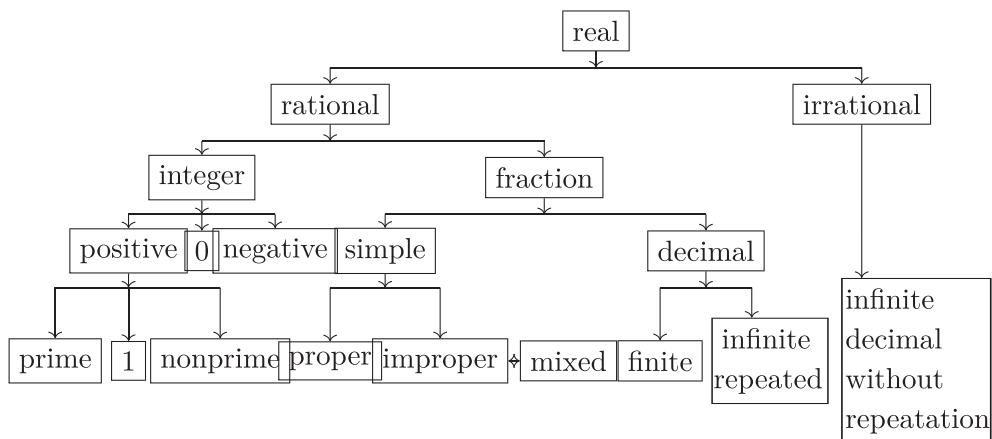 real
rational
irrational
integer
fraction
positive
0
negative
simple
decimal
prime
1
nonprime
proper
improper
mixed
finite
infinite
repeated
infinite
decimal
without
repeatation